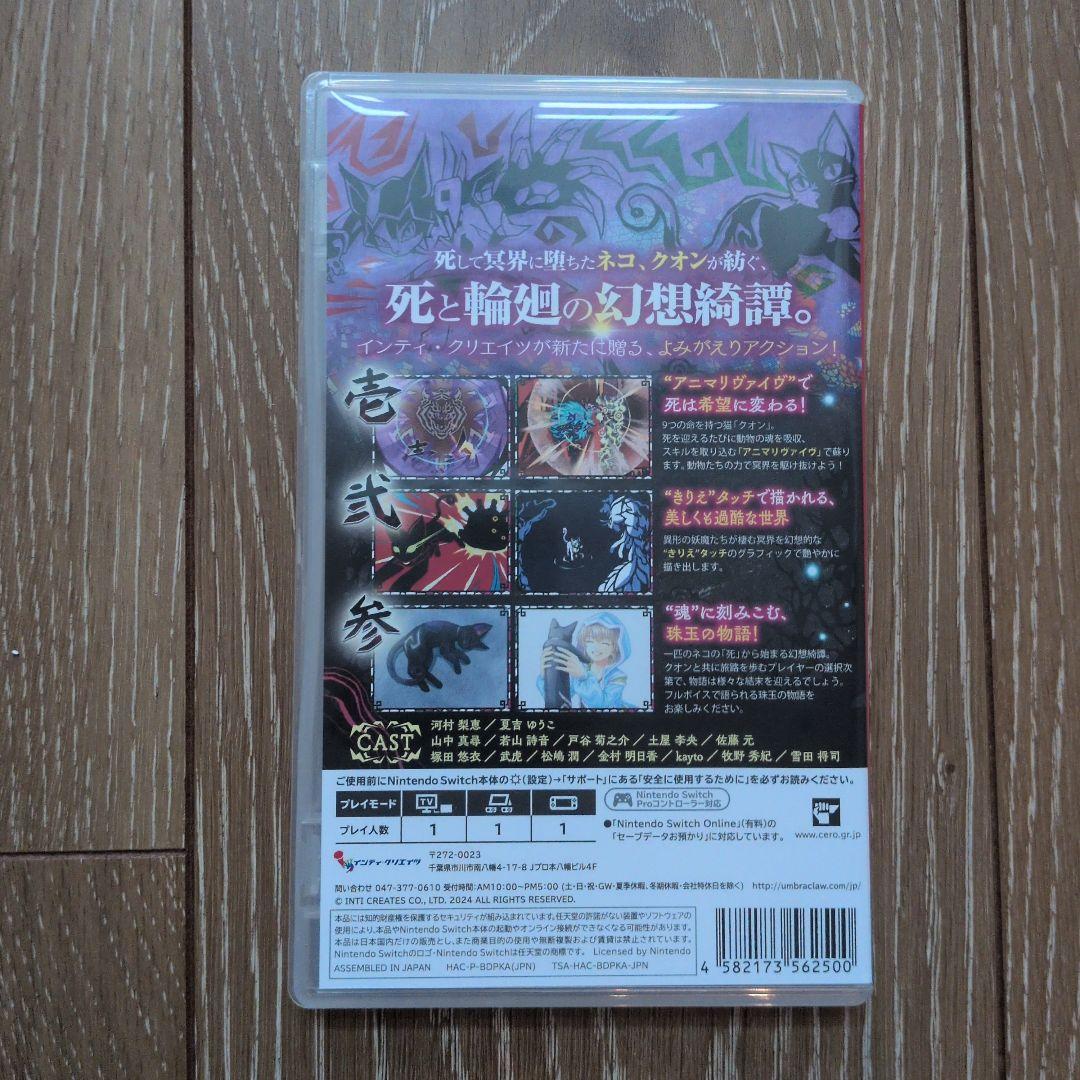 死して冥界に堕ちたネコ、クオンが紡ぐ、
死と輪廻の幻想綺譚。
インティ・クリエイツが新たに贈る、よみがえりアクション!
壱
“アニマリヴァイヴ”で
死は希望に変わる!
9つの命を持つ猫「クオン」。
死を迎えるたびに動物の魂を吸収、
スキルを取り込む「アニマリヴァイヴ」で蘇り
ます。動物たちの力で冥界を駆け抜けよう!
弐
“きりえ”タッチで描かれる、
美しくも過酷な世界
異形の妖魔たちが棲む冥界を幻想的な
“きりえ”タッチのグラフィックで艶やかに
描き出します。
参
“魂”に刻みこむ、
珠玉の物語!
一匹のネコの「死」から始まる幻想綺譚。
クオンと共に旅路を歩むプレイヤーの選択次
第で、物語は様々な結末を迎えるでしょう。
フルボイスで語られる珠玉の物語を
お楽しみください。
CAST
河村 梨恵／夏吉 ゆうこ
山中 真尋／若山 詩音／戸谷 菊之介／土屋 李央／佐藤 元
塚田 悠衣／武虎／松嶋 潤／金村 明日香／kayto／牧野 秀紀／雪田 将司
ご使用前にNintendo Switch本体の(設定)→「サポート」にある「安全に使用するために」を必ずお読みください。
プレイモード TV
プレイ人数 1 1 1
Nintendo Switch
Proコントローラー対応
●「Nintendo Switch Online」(有料)の
「セーブデータお預かり」に対応しています。
www.cero.gr.jp
インティ・クリエイツ
〒272-0023
千葉県市川市南八幡4-17-8 Jプロ本八幡ビル4F
問い合わせ 047-377-0610 受付時間:AM10:00~PM5:00 (土・日・祝・GW・夏季休暇、冬期休暇・会社特休日を除く) http://umbraclaw.com/jp/
© INTI CREATES CO., LTD. 2024 ALL RIGHTS RESERVED.
本品には知的財産権を保護するセキュリティが組み込まれています。任天堂の許諾がない装置やソフトウェアの
使用により、本品やNintendo Switch本体の起動やオンライン接続ができなくなる可能性があります。
本品は日本国内だけの販売とし、また商業目的の使用や無断複製および賃貸は禁止されています。
Nintendo Switchのロゴ・Nintendo Switchは任天堂の商標です。 Licensed by Nintendo
ASSEMBLED IN JAPAN HAC-P-BDPKA(JPN) TSA-HAC-BDPKA-JPN
4 582173 562500